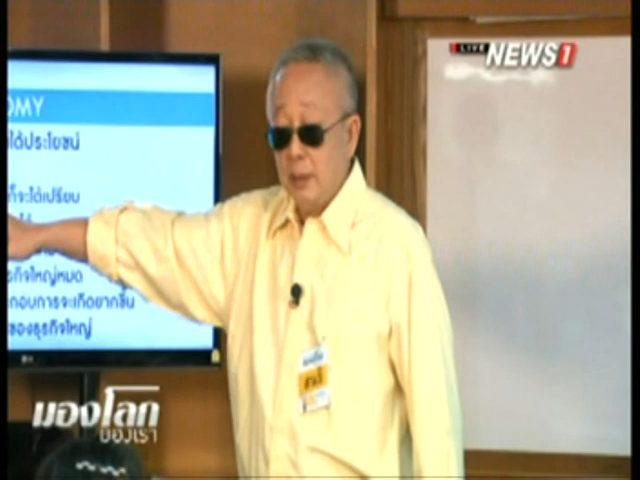 LIVE NEWS1
OMY
ได้ประโยชน์
ก็จะได้เปรียบ
รกิจใหญ่หมด
กอบการจะเกิดยากขึ้น
ของธุรกิจใหญ่
มองโลก
ของเรา